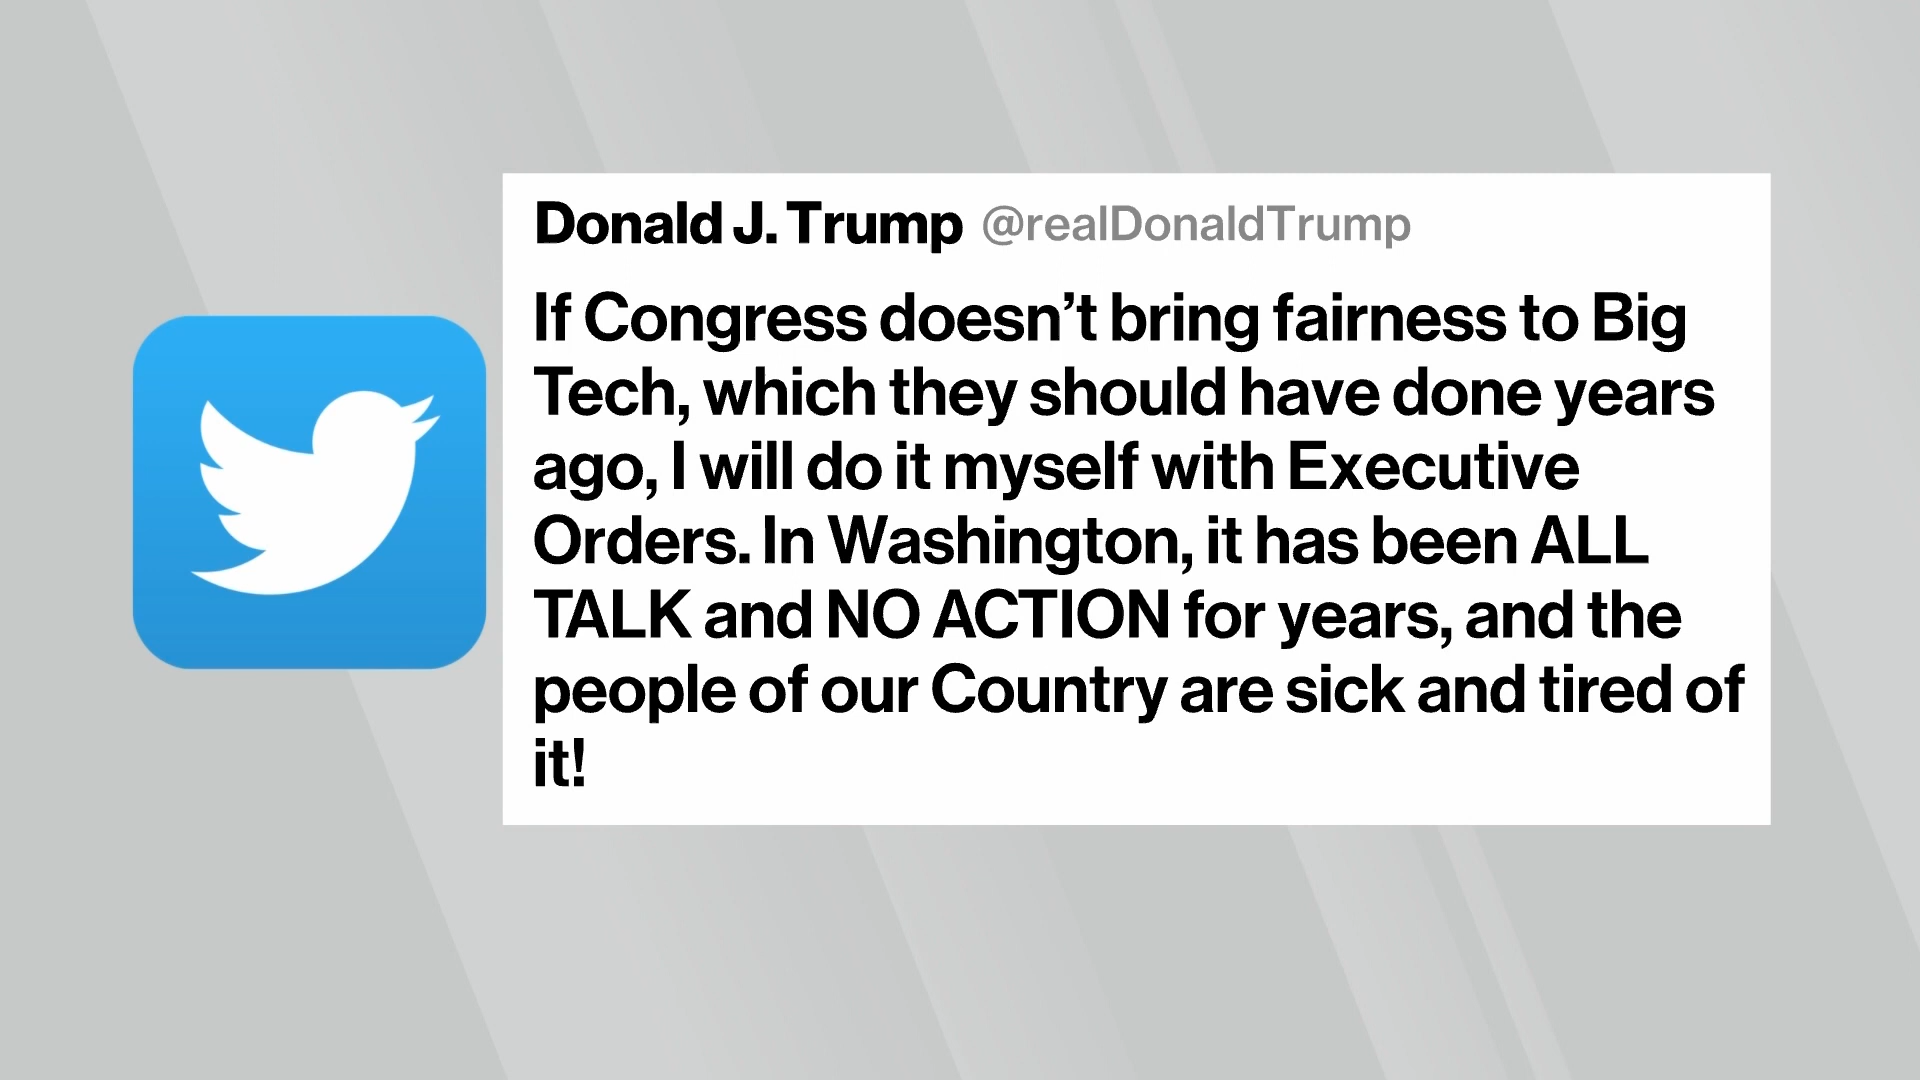 Donald J. Trump @realDonaldTrump
If Congress doesn’t bring fairness to Big
Tech, which they should have done years
ago, I will do it myself with Executive
Orders. In Washington, it has been ALL
TALK and NO ACTION for years, and the
people of our Country are sick and tired of
it!